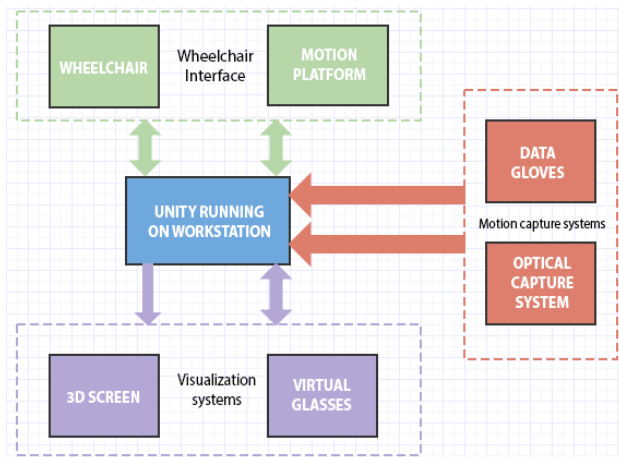 WHEELCHAIR
Wheelchair
Interface
MOTION
PLATFORM
DATA
GLOVES
Motion capture systems
OPTICAL
CAPTURE
SYSTEM
UNITY RUNNING
ON WORKSTATION
3D SCREEN
Visualization
systems
VIRTUAL
GLASSES